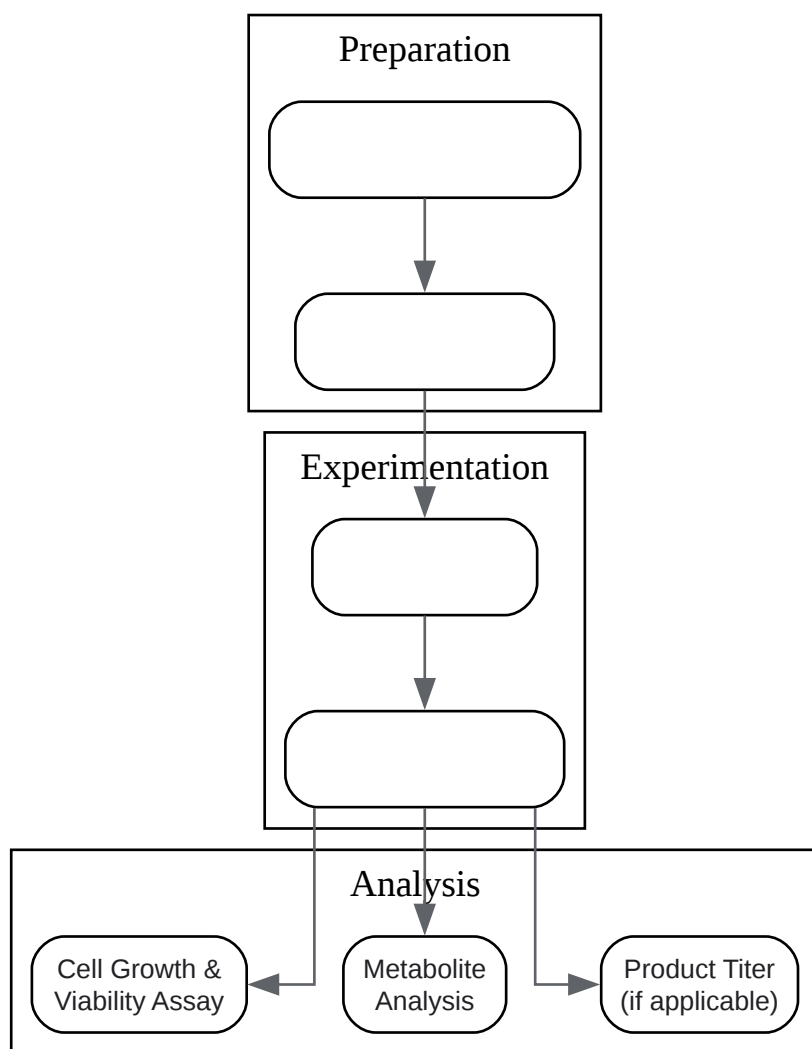 Preparation
Experimentation
Analysis
Cell Growth &
Viability Assay
Metabolite
Analysis
Product Titer
(if applicable)